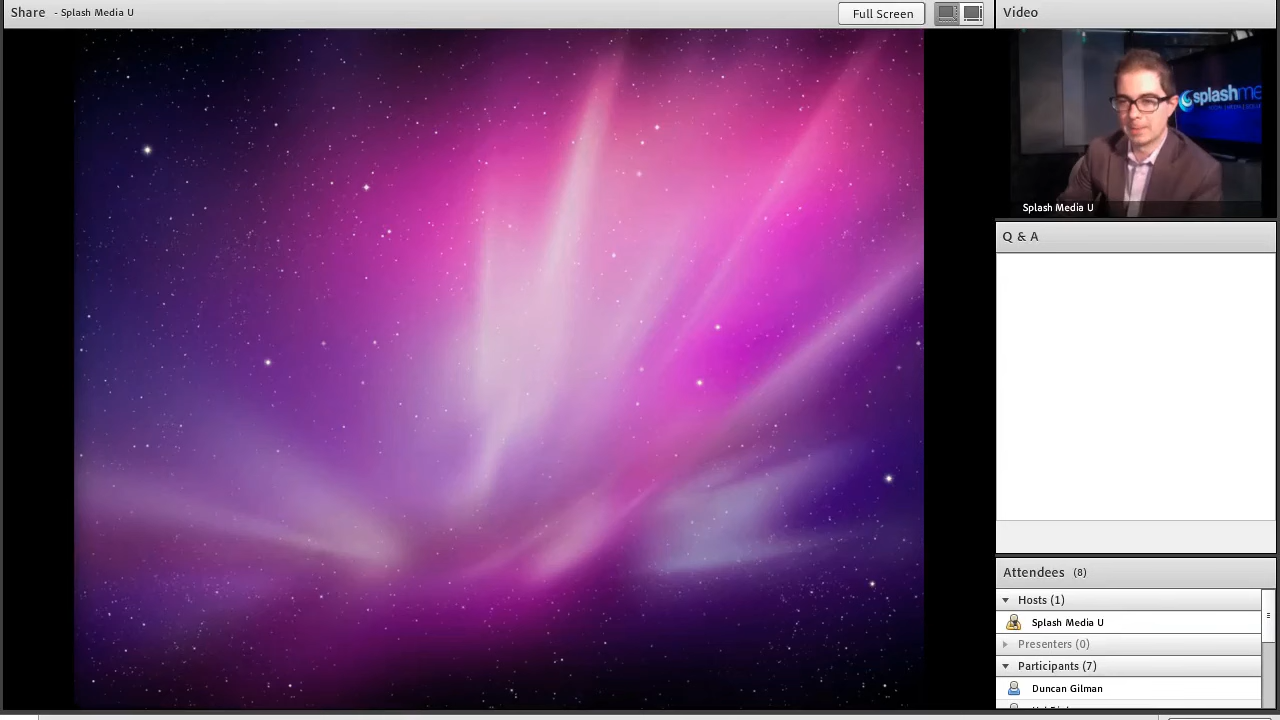 Share - Splash Media U
Full Screen
Video
splashme
Splash Media U
Q & A
Attendees (8)
Hosts (1)
Splash Media U
Presenters (0)
Participants (7)
Duncan Gilman